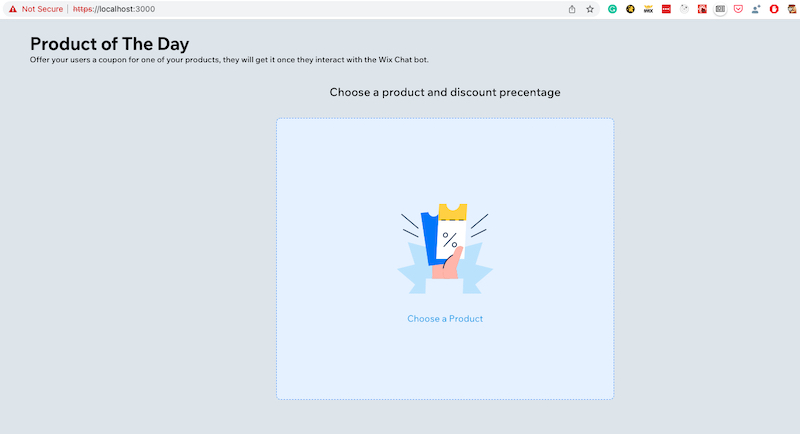 Not Secure | https://localhost:3000
Product of The Day
Offer your users a coupon for one of your products, they will get it once they interact with the Wix Chat bot.
Choose a product and discount precentage
%
Choose a Product